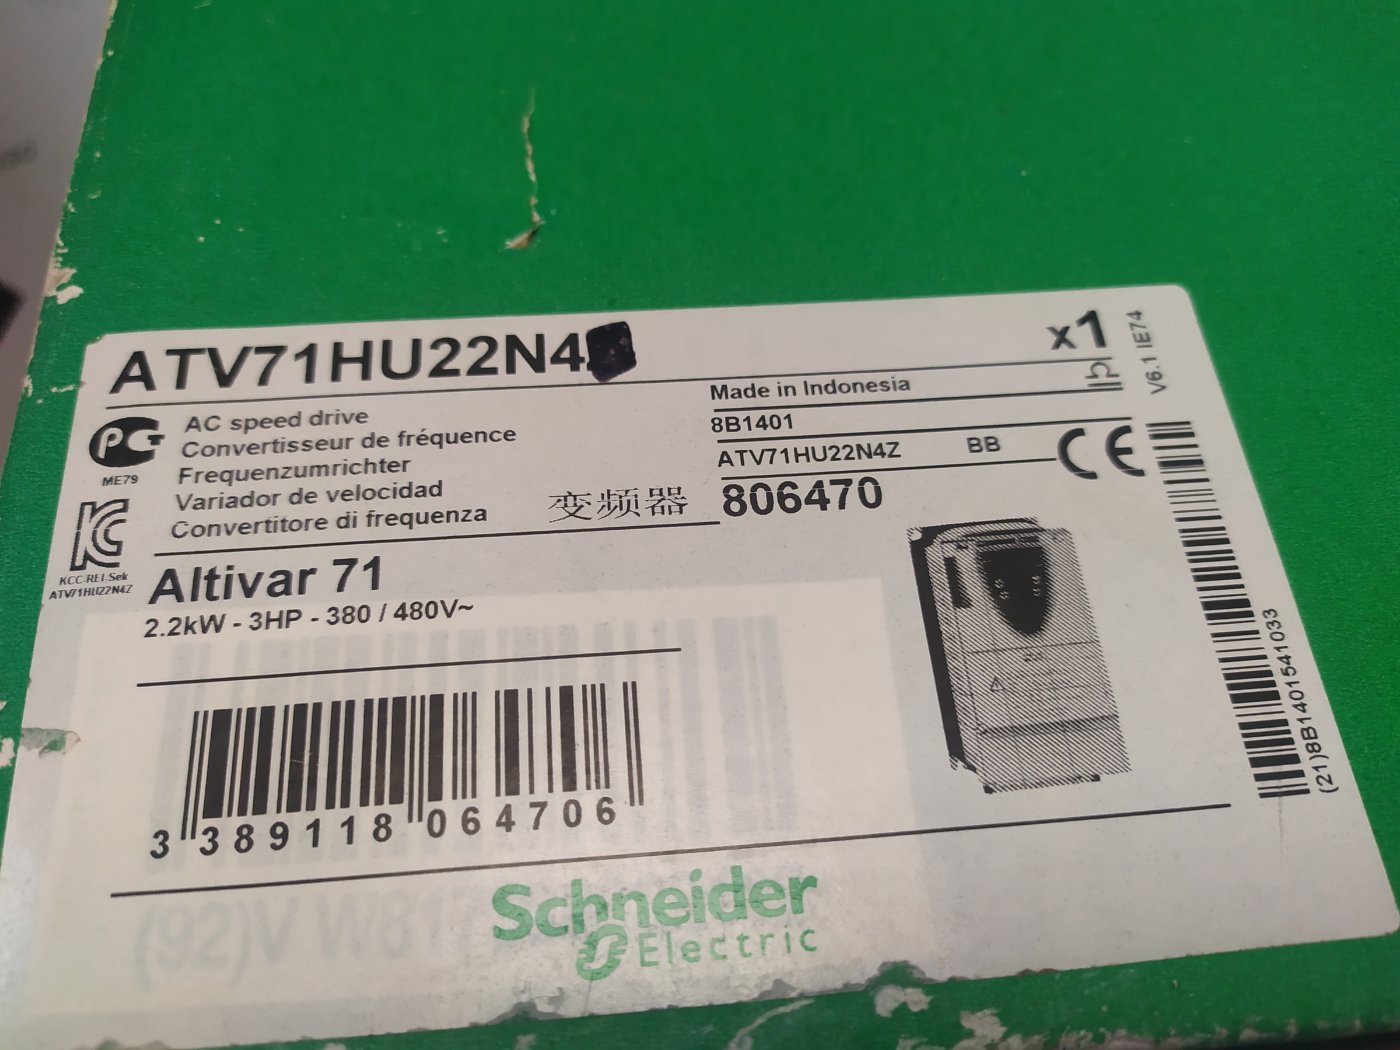 ATV71HU22N4
x1
V6.1 IE74
Made in Indonesia
8B1401
ATV71HU22N4Z BB
806470
ME79
AC speed drive
Convertisseur de fréquence
Frequenzumrichter
Variador de velocidad
Convertitore di frequenza
变频器
KCC-REI-Sek
ATV71HU22N4Z
Altivar 71
2.2kW - 3HP - 380 / 480V~
3 389118 064706
(21)8B1401541033
Schneider
Electric